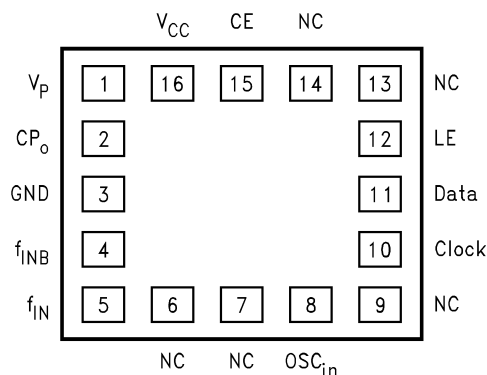 V_CC CE NC
V_P 1 16 15 14 13 NC
CP_o 2 12 LE
GND 3 11 Data
f_INB 4 10 Clock
f_IN 5 6 7 8 9 NC
NC NC OSC_in